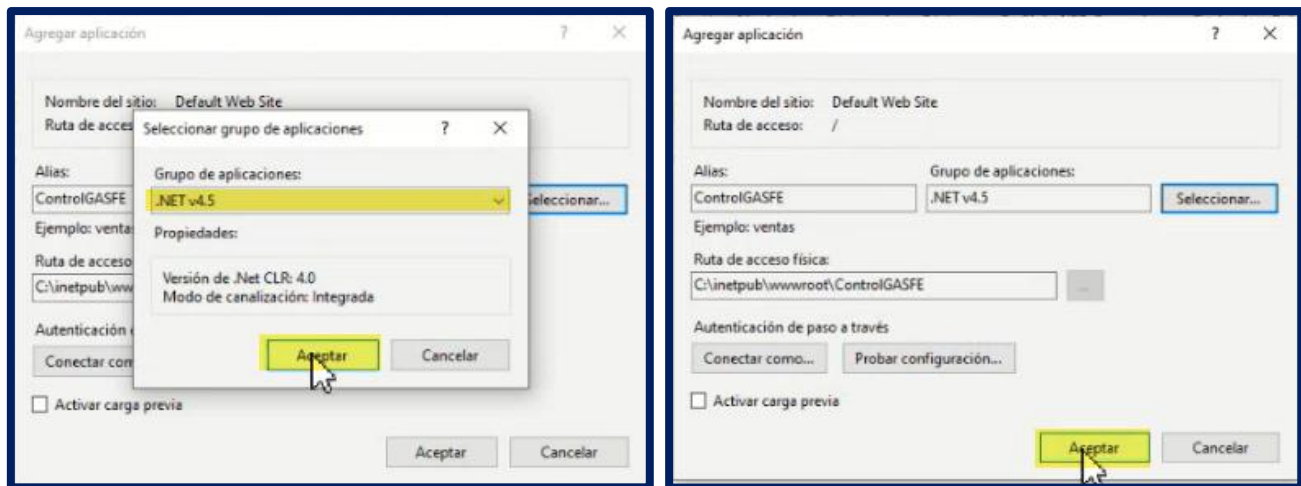 Agregar aplicación
Nombre del sitio: Default Web Site
Ruta de acces
Seleccionar grupo de aplicaciones
Alias:
ControlGASFE
Grupo de aplicaciones:
.NET v4.5
Seleccionar...
Ejemplo: venta
Propiedades:
Ruta de acceso
C:\inetpub\ww
Versión de .Net CLR: 4.0
Modo de canalización: Integrada
Autenticación
Conectar com
Aceptar
Cancelar
Activar carga previa
Aceptar
Cancelar
Agregar aplicación
Nombre del sitio: Default Web Site
Ruta de acceso: /
Alias:
Grupo de aplicaciones:
ControlGASFE
.NET v4.5
Seleccionar...
Ejemplo: ventas
Ruta de acceso física:
C:\inetpub\wwwroot\ControlGASFE
...
Autenticación de paso a través
Conectar como...
Probar configuración...
Activar carga previa
Aceptar
Cancelar